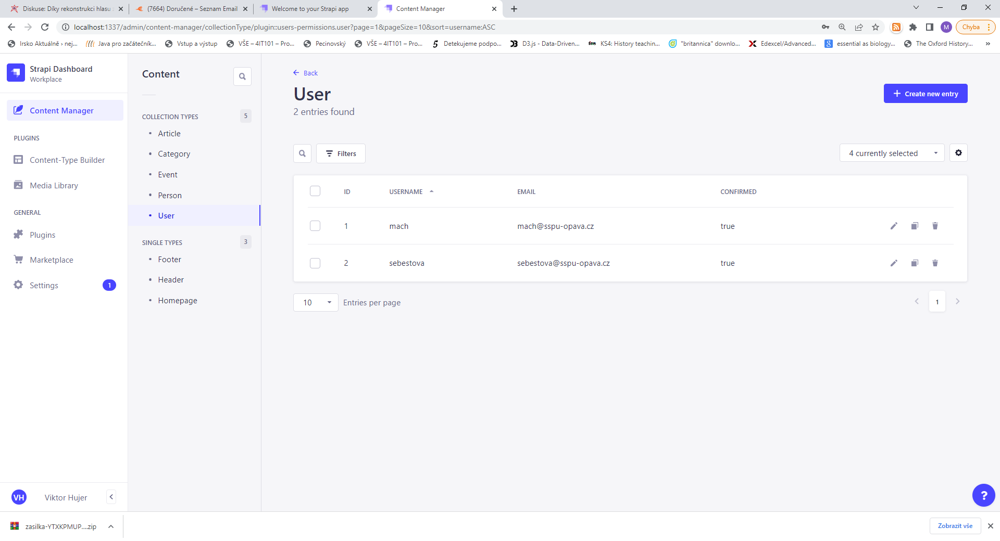 Diskuse: Díky rekonstrukci hlasu
(7664) Doručené – Seznam Email
Welcome to your Strapi app
Content Manager
localhost:1337/admin/content-manager/collectionType/plugin::users-permissions.user?page=1&pageSize=10&sort=username:ASC
M
Chyba
Irsko Aktuálně › nej...
Java pro začátečník...
Vstup a výstup
VŠE – 4IT101 – Pro...
Pecinovský
VŠE – 4IT101 – Pro...
Detekujeme podpo...
D3.js - Data-Driven...
KS4: History teachin...
"britannica" downlo...
Edexcel/Advanced...
essential as biology...
The Oxford History...
»
Strapi Dashboard
Workplace
Content Manager
PLUGINS
Content-Type Builder
Media Library
GENERAL
Plugins
Marketplace
Settings
1
Viktor Hujer
VH
Content
COLLECTION TYPES
5
Article
Category
Event
Person
User
SINGLE TYPES
3
Footer
Header
Homepage
Back
User
2 entries found
Create new entry
Filters
4 currently selected
ID USERNAME EMAIL CONFIRMED
1 mach mach@sspu-opava.cz true
2 sebestova sebestova@sspu-opava.cz true
10 Entries per page
1
?
zasilka-YTXKPMUP....zip
Zobrazit vše